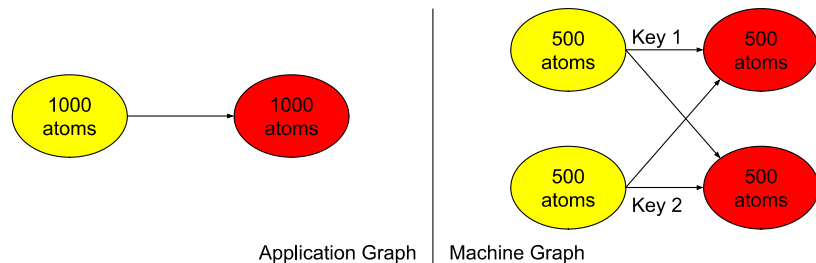 1000
atoms
1000
atoms
Application Graph
500
atoms
Key 1
500
atoms
500
atoms
Key 2
500
atoms
Machine Graph